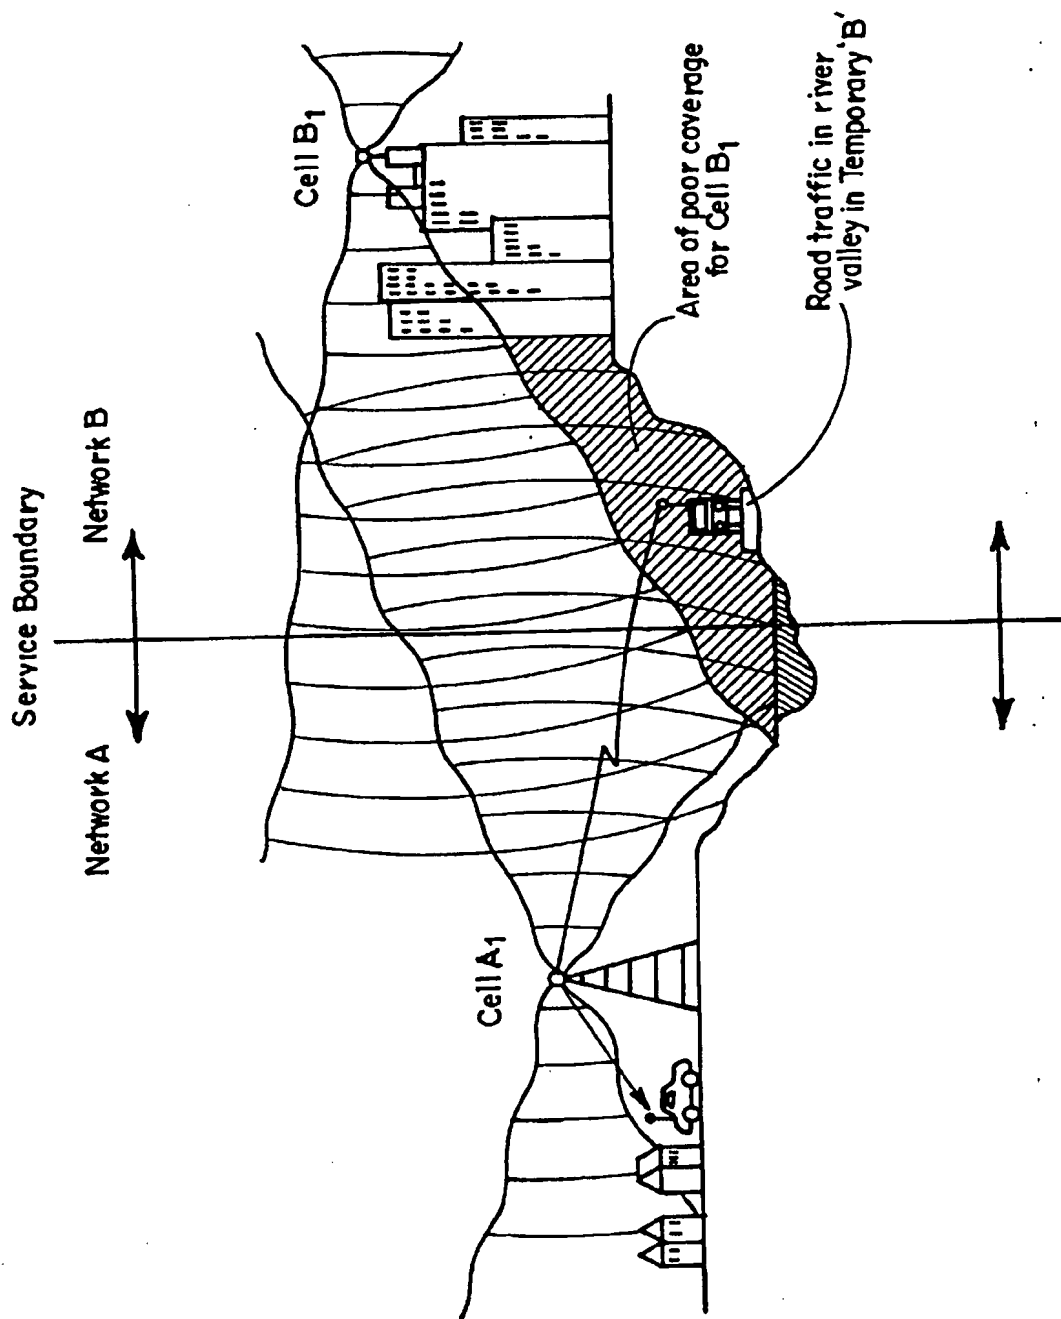 Service Boundary
Network A
Network B
Cell A1
Cell B1
Area of poor coverage
for Cell B1
Road traffic in river
valley in Temporary 'B'